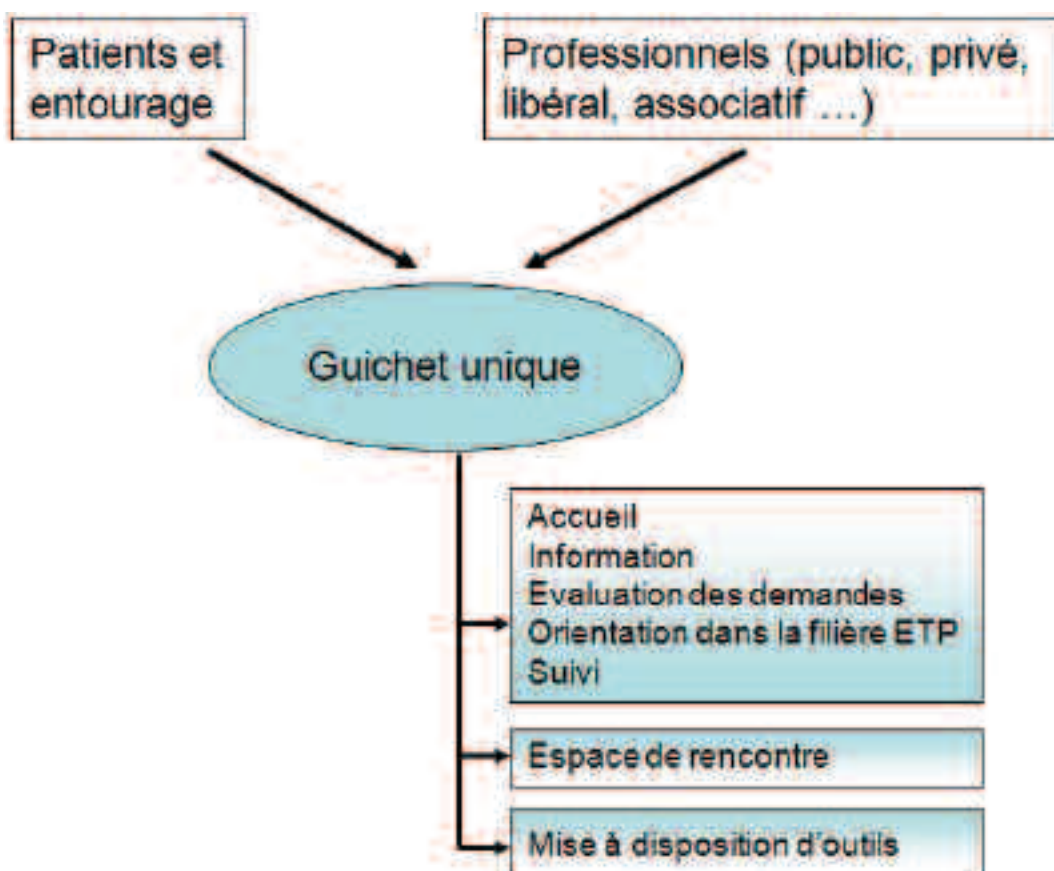 Patients et
entourage
Professionnels (public, privé,
libéral, associatif ...)
Guichet unique
Accueil
Information
Evaluation des demandes
Orientation dans la filière ETP
Suivi
Espace de rencontre
Mise à disposition d'outils